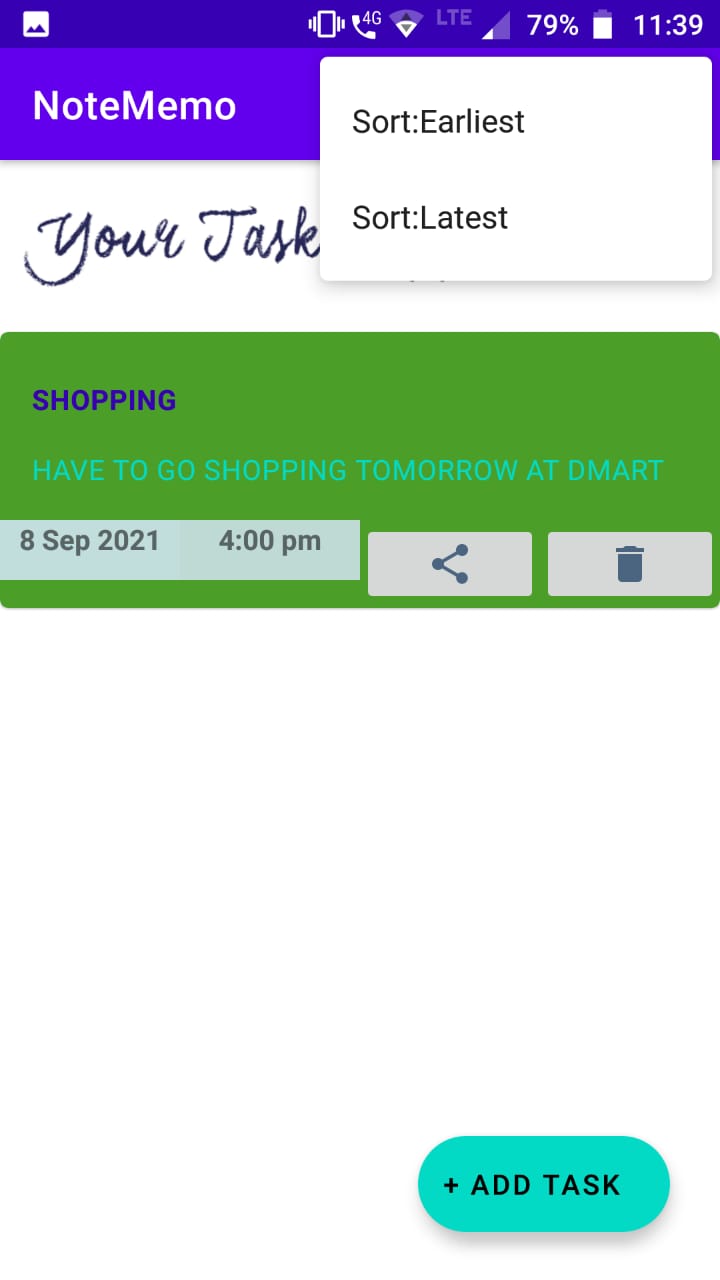 4G LTE 79% 11:39
NoteMemo
Sort:Earliest
Sort:Latest
Your Task
SHOPPING
HAVE TO GO SHOPPING TOMORROW AT DMART
8 Sep 2021 4:00 pm
+ ADD TASK